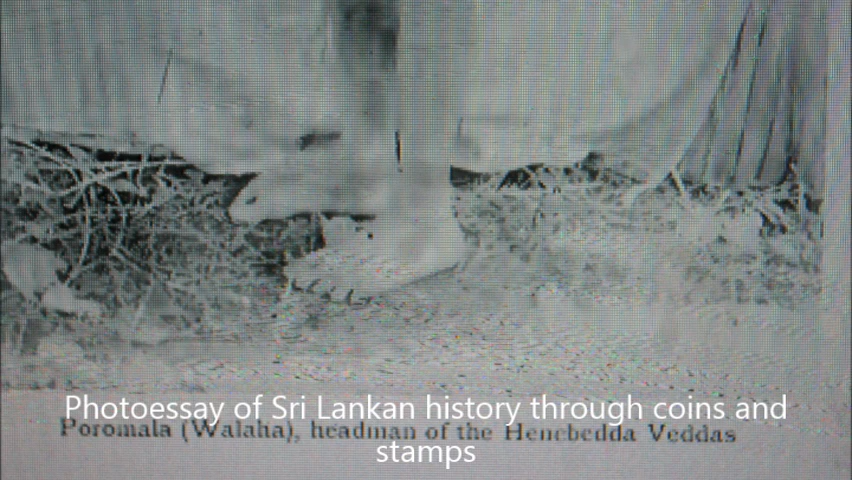 Photoessay of Sri Lankan history through coins and
Poromala (Walaha), headman of the Henebedda Veddas
stamps